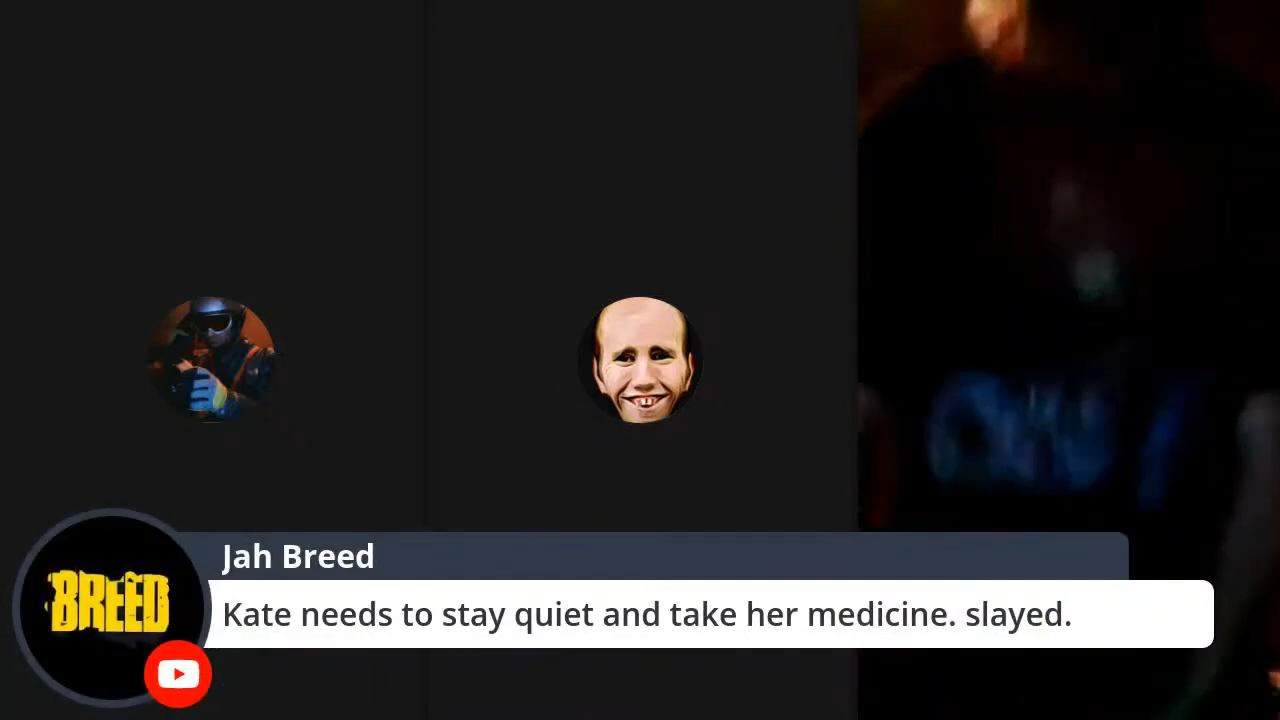 Jah Breed
BREED
Kate needs to stay quiet and take her medicine. slayed.